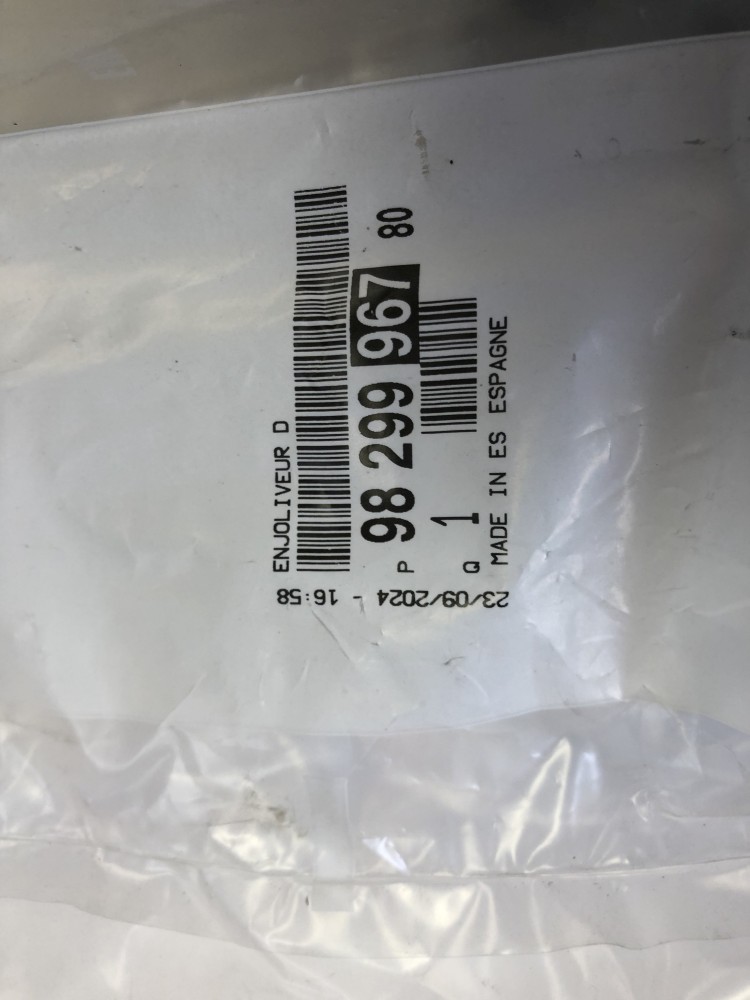 ENJOLIVEUR D
P 98 299 967 80
Q 1
MADE IN ES ESPAGNE
23/09/2024 - 16:58